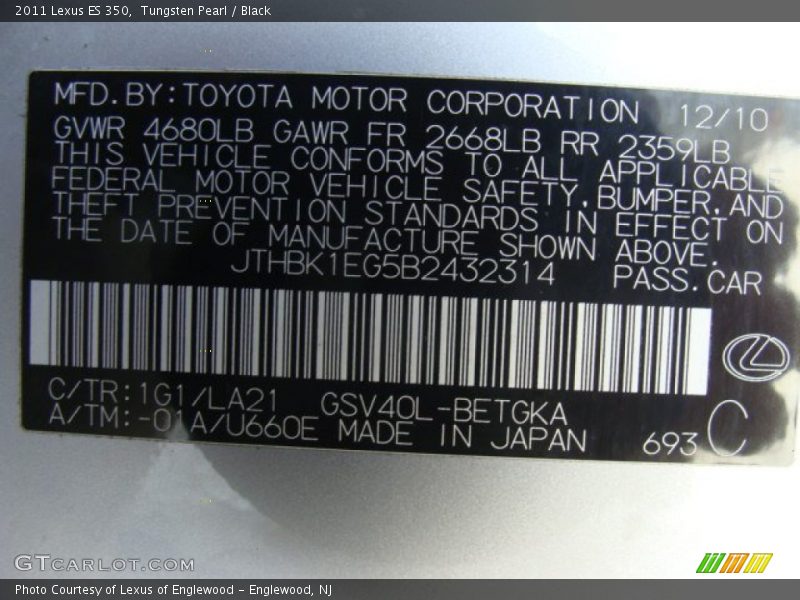 2011 Lexus ES 350,  Tungsten Pearl / Black
MFD.BY:TOYOTA MOTOR CORPORATION 12/10
GVWR 4680LB GAWR FR 2668LB RR 2359LB
THIS VEHICLE CONFORMS TO ALL APPLICABLE
FEDERAL MOTOR VEHICLE SAFETY,BUMPER,AND
THEFT PREVENTION STANDARDS IN EFFECT ON
THE DATE OF MANUFACTURE SHOWN ABOVE.
JTHBK1EG5B2432314 PASS.CAR
C/TR:1G1/LA21 GSV40L-BETGKA
A/TM:-01A/U660E MADE IN JAPAN 693 C
GTCARLOT.COM
Photo Courtesy of Lexus of Englewood - Englewood, NJ